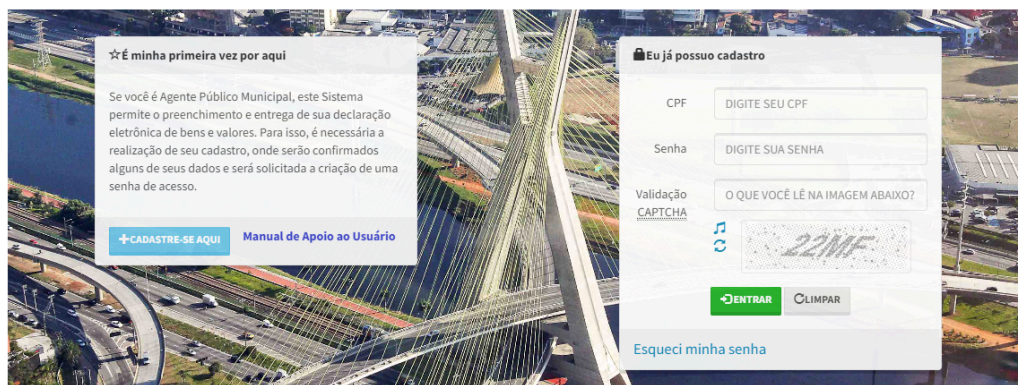 É minha primeira vez por aqui
Se você é Agente Público Municipal, este Sistema
permite o preenchimento e entrega de sua declaração
eletrônica de bens e valores. Para isso, é necessária a
realização de seu cadastro, onde serão confirmados
alguns de seus dados e será solicitada a criação de uma
senha de acesso.
CADASTRE-SE AQUI Manual de Apoio ao Usuário
Eu já possuo cadastro
CPF DIGITE SEU CPF
Senha DIGITE SUA SENHA
Validação O QUE VOCÊ LÊ NA IMAGEM ABAIXO?
CAPTCHA
22MF
ENTRAR LIMPAR
Esqueci minha senha